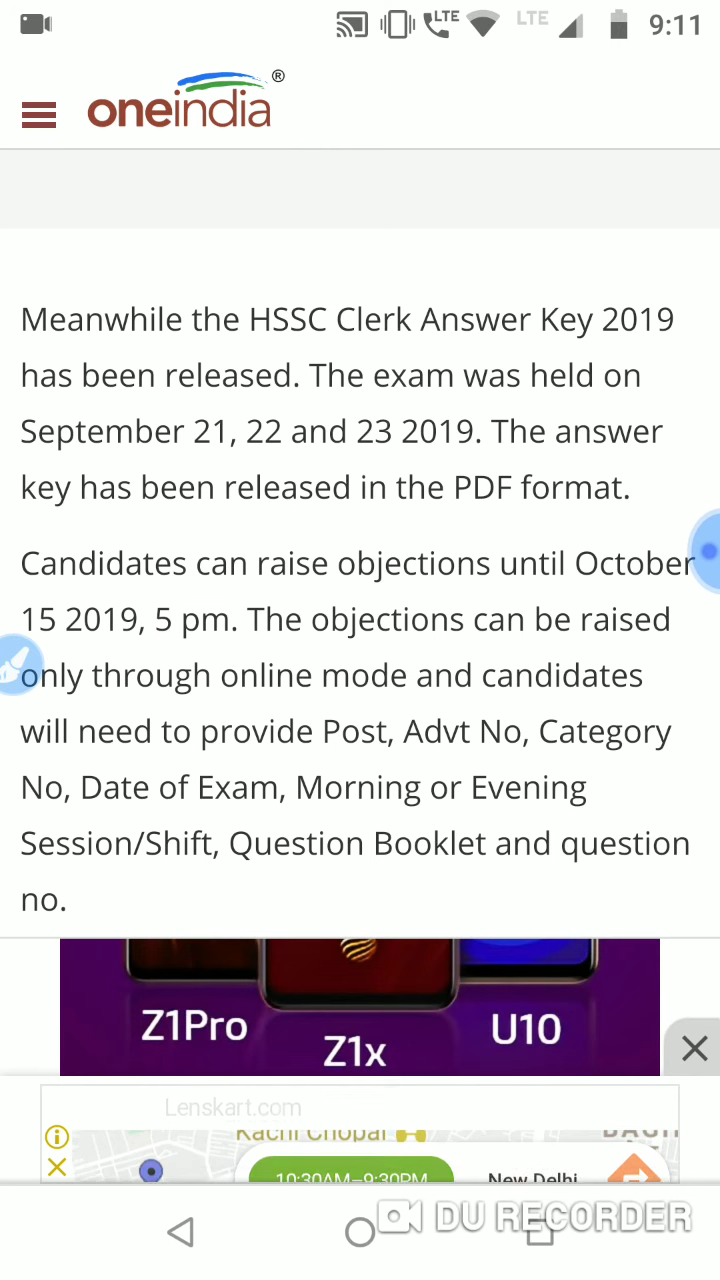 LTE LTE 9:11
oneindia ®
Meanwhile the HSSC Clerk Answer Key 2019
has been released. The exam was held on
September 21, 22 and 23 2019. The answer
key has been released in the PDF format.
Candidates can raise objections until October
15 2019, 5 pm. The objections can be raised
only through online mode and candidates
will need to provide Post, Advt No, Category
No, Date of Exam, Morning or Evening
Session/Shift, Question Booklet and question
no.
Z1Pro
Z1x
U10
Lenskart.com
Kachi Chopal
10:30AM–9:30PM New Delhi
DU RECORDER